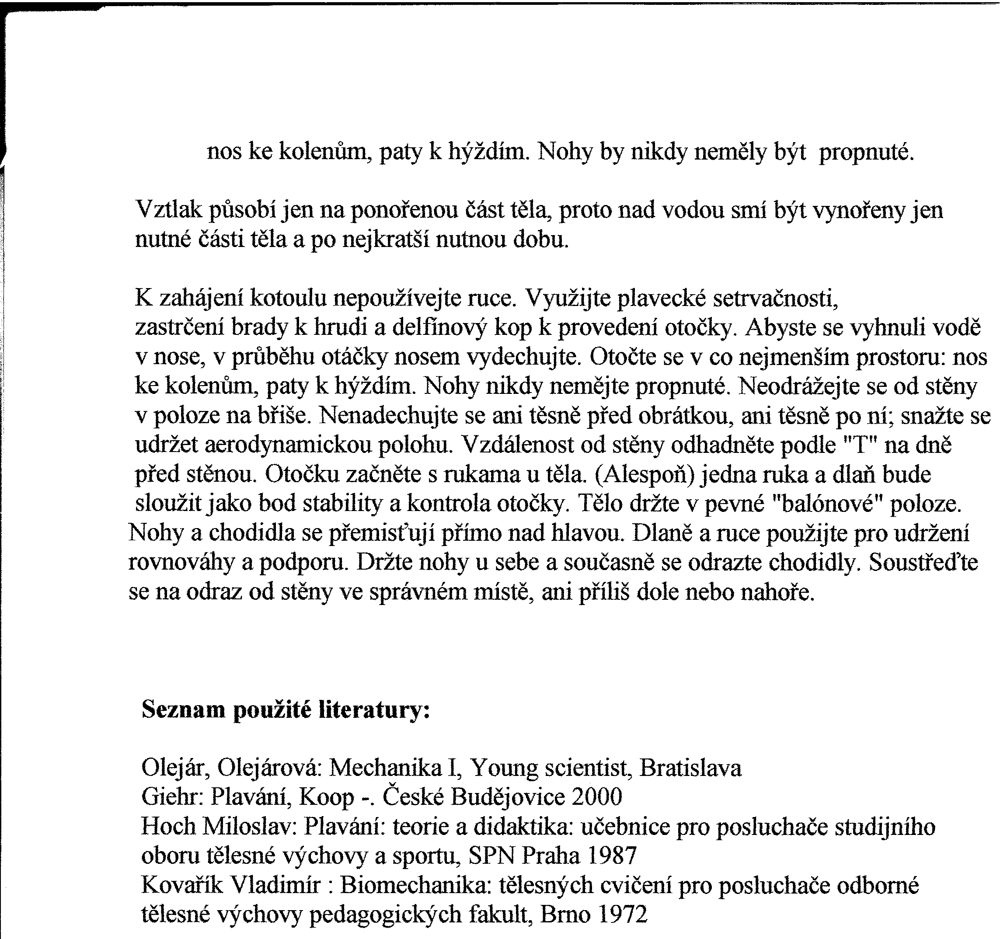 nos ke kolenům, paty k hýždím. Nohy by nikdy neměly být propnuté.
Vztlak působí jen na ponořenou část těla, proto nad vodou smí být vynořeny jen
nutné části těla a po nejkratší nutnou dobu.
K zahájení kotoulu nepoužívejte ruce. Využijte plavecké setrvačnosti,
zastrčení brady k hrudi a delfínový kop k provedení otočky. Abyste se vyhnuli vodě
v nose, v průběhu otáčky nosem vydechujte. Otočte se v co nejmenším prostoru: nos
ke kolenům, paty k hýždím. Nohy nikdy nemějte propnuté. Neodrážejte se od stěny
v poloze na břiše. Nenadechujte se ani těsně před obrátkou, ani těsně po ní; snažte se
udržet aerodynamickou polohu. Vzdálenost od stěny odhadněte podle "T" na dně
před stěnou. Otočku začněte s rukama u těla. (Alespoň) jedna ruka a dlaň bude
sloužit jako bod stability a kontrola otočky. Tělo držte v pevné "balónové" poloze.
Nohy a chodidla se přemisťují přímo nad hlavou. Dlaně a ruce použijte pro udržení
rovnováhy a podporu. Držte nohy u sebe a současně se odrazte chodidly. Soustřeďte
se na odraz od stěny ve správném místě, ani příliš dole nebo nahoře.
Seznam použité literatury:
Olejár, Olejárová: Mechanika I, Young scientist, Bratislava
Giehr: Plavání, Koop -. České Budějovice 2000
Hoch Miloslav: Plavání: teorie a didaktika: učebnice pro posluchače studijního
oboru tělesné výchovy a sportu, SPN Praha 1987
Kovařík Vladimír : Biomechanika: tělesných cvičení pro posluchače odborné
tělesné výchovy pedagogických fakult, Brno 1972